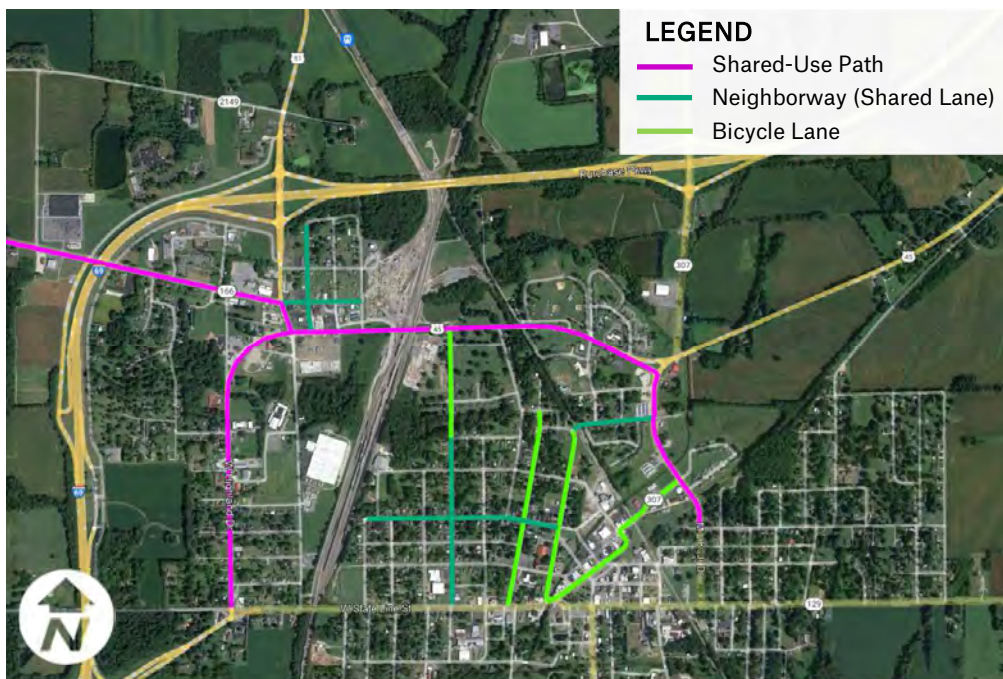 LEGEND
Shared-Use Path
Neighborway (Shared Lane)
Bicycle Lane
51
2149
Purchase Pkwy
307
45
69
166
45
307
69
W State Line St
129
N